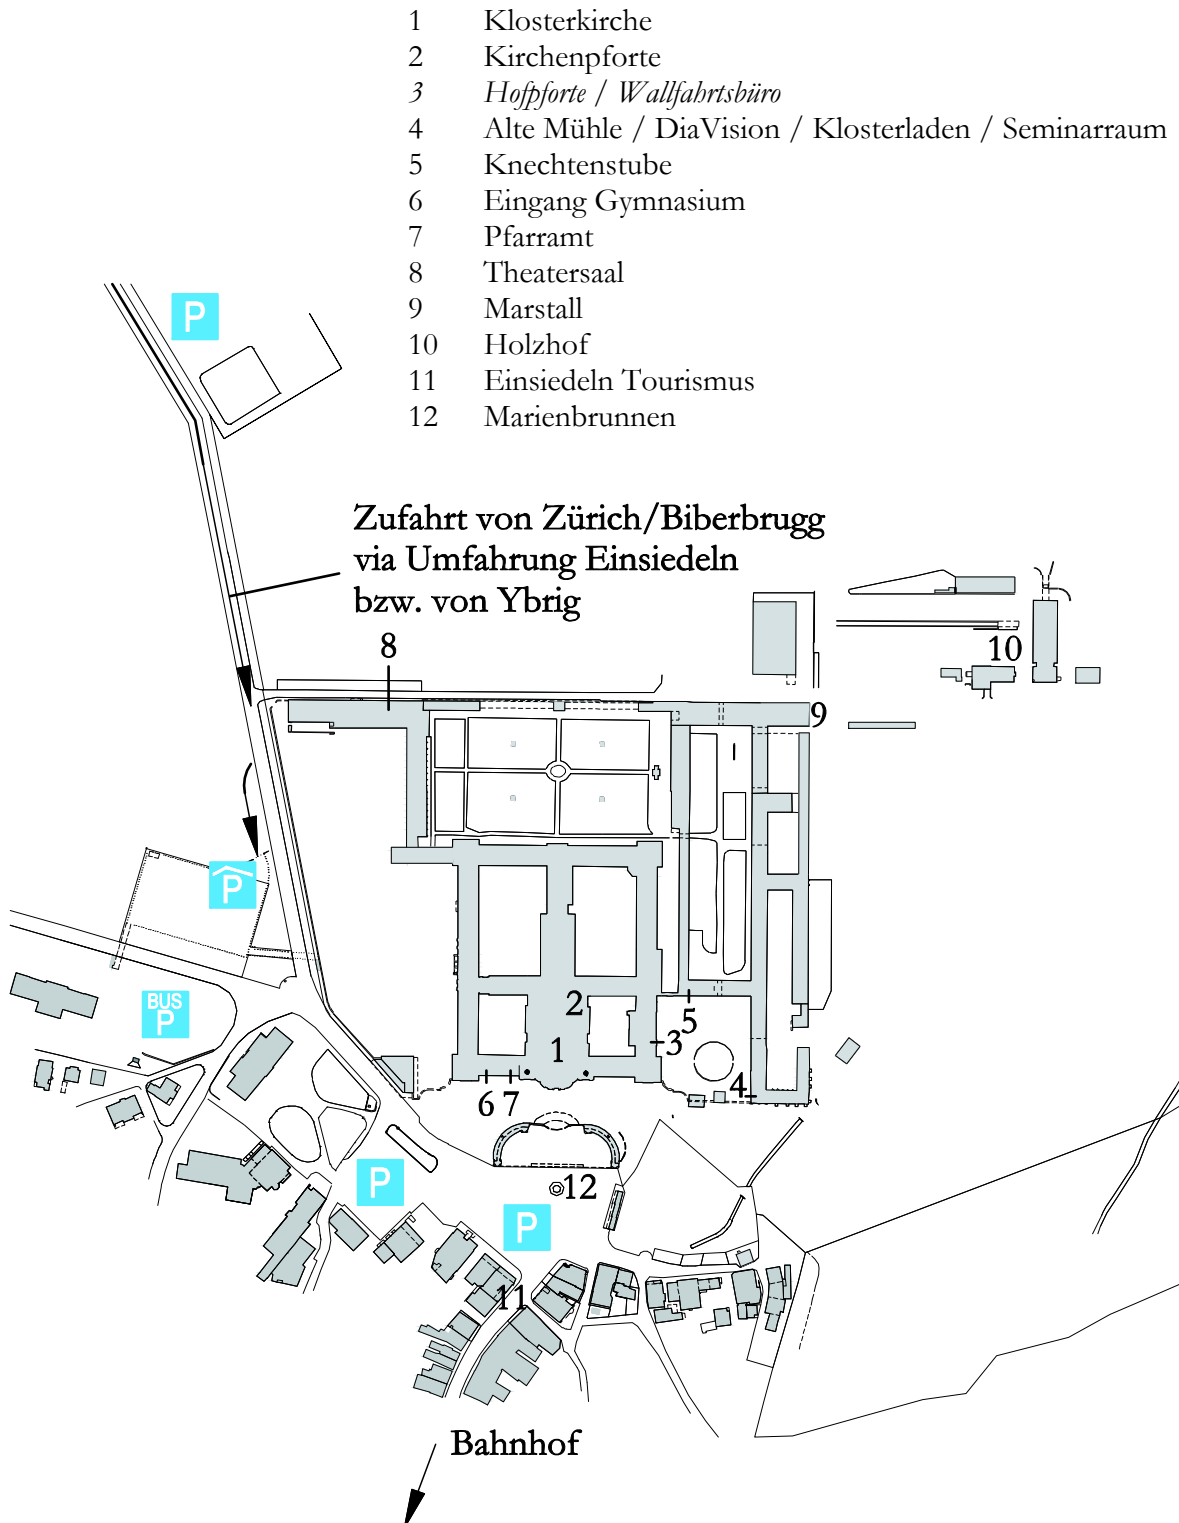 1 Klosterkirche
2 Kirchenpforte
3 Hofpforte / Wallfahrtsbüro
4 Alte Mühle / DiaVision / Klosterladen / Seminarraum
5 Knechtenstube
6 Eingang Gymnasium
7 Pfarramt
8 Theatersaal
9 Marstall
10 Holzhof
11 Einsiedeln Tourismus
12 Marienbrunnen
P
Zufahrt von Zürich/Biberbrugg
via Umfahrung Einsiedeln
bzw. von Ybrig
8
10
9
P
BUS
P
2
5
1
3
4
6
7
P
12
P
11
Bahnhof